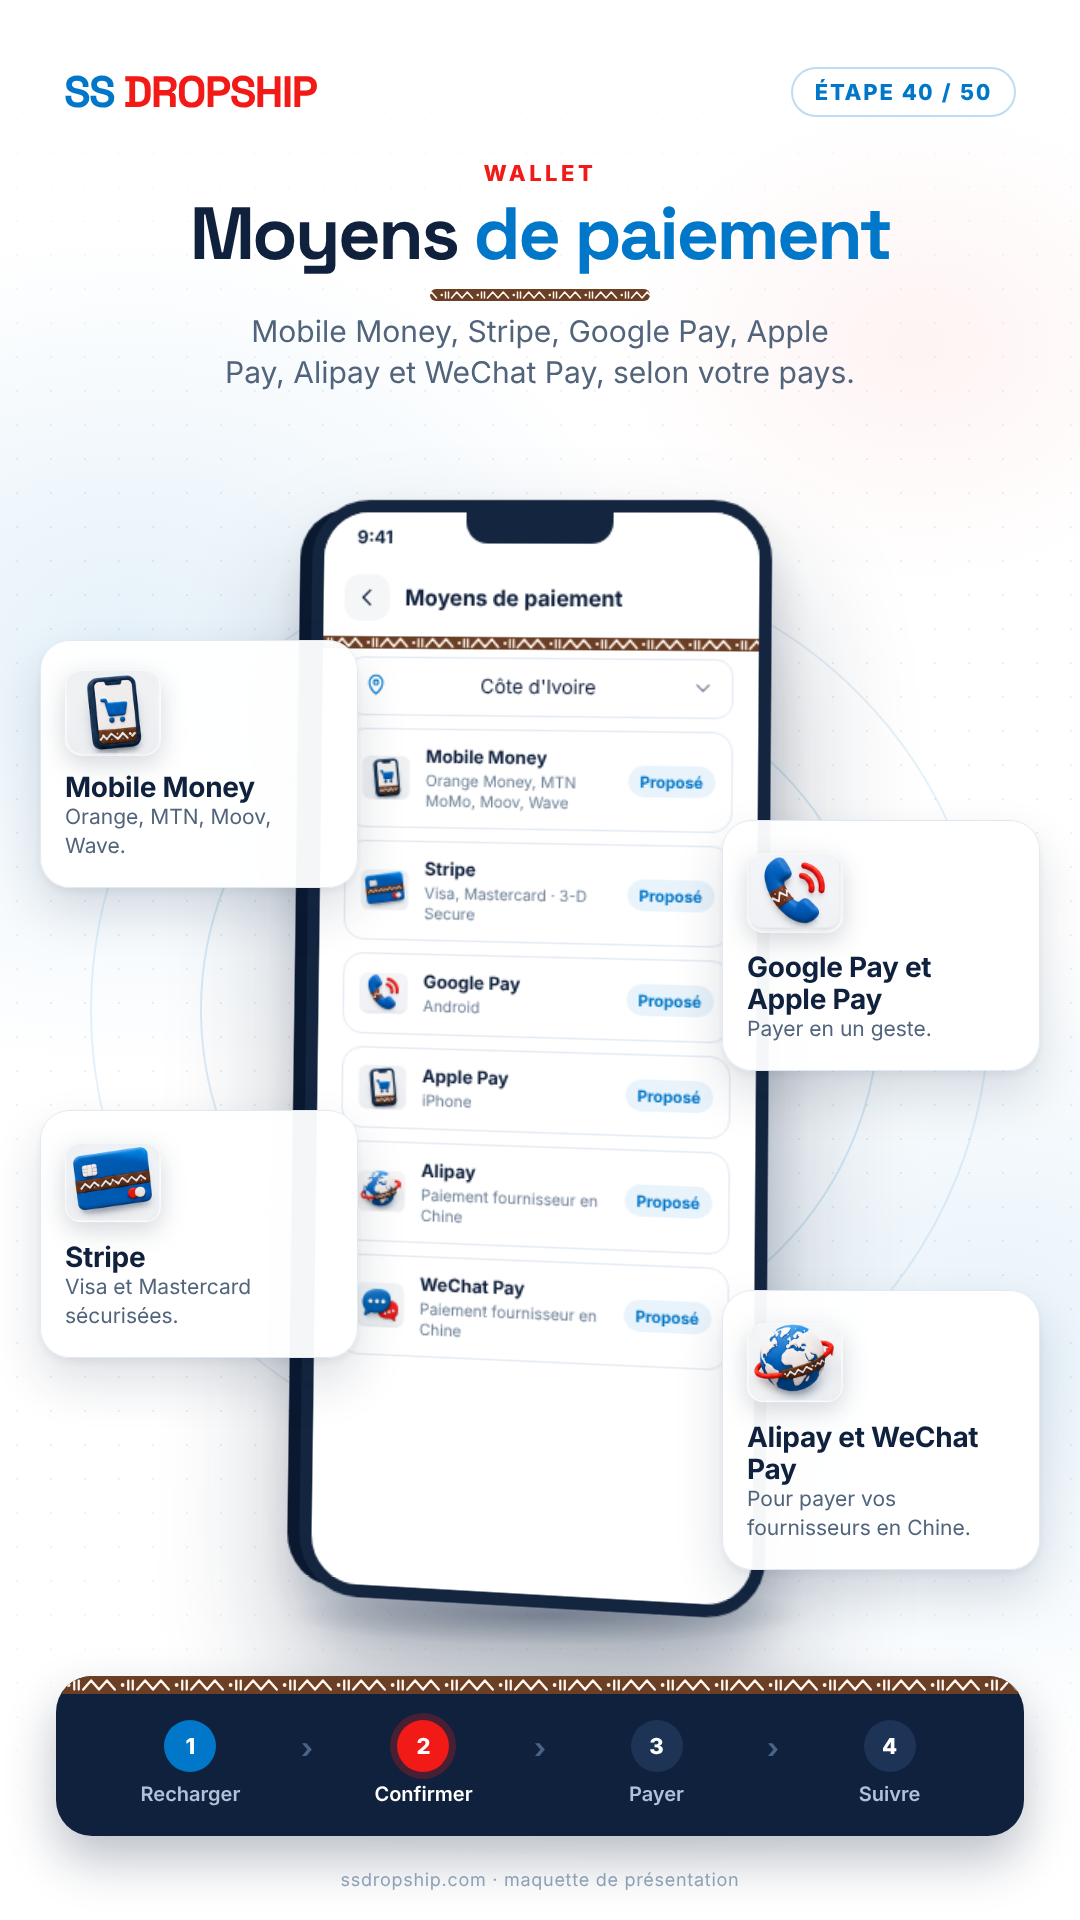 SS DROPSHIP
ÉTAPE 40 / 50
WALLET
Moyens de paiement
Mobile Money, Stripe, Google Pay, Apple
Pay, Alipay et WeChat Pay, selon votre pays.
9:41
Moyens de paiement
Côte d'Ivoire
Mobile Money
Orange Money, MTN
MoMo, Moov, Wave
Proposé
Stripe
Visa, Mastercard · 3-D
Secure
Proposé
Google Pay
Android
Proposé
Apple Pay
iPhone
Proposé
Alipay
Paiement fournisseur en
Chine
Proposé
WeChat Pay
Paiement fournisseur en
Chine
Proposé
Mobile Money
Orange, MTN, Moov,
Wave.
Google Pay et
Apple Pay
Payer en un geste.
Stripe
Visa et Mastercard
sécurisées.
Alipay et WeChat
Pay
Pour payer vos
fournisseurs en Chine.
1
Recharger
2
Confirmer
3
Payer
4
Suivre
ssdropship.com · maquette de présentation